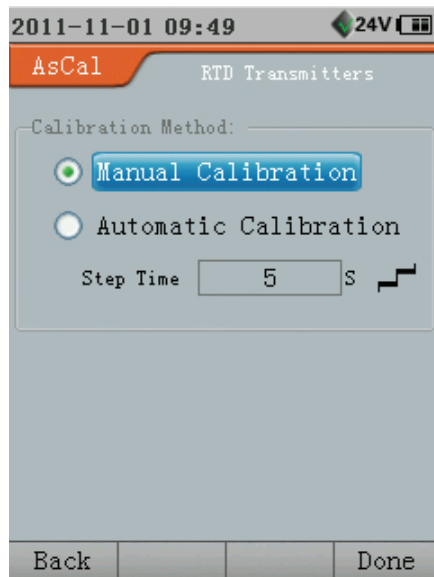 2011-11-01 09:49 24V
AsCal RTD Transmitters
Calibration Method:
Manual Calibration
Automatic Calibration
Step Time 5 S
Back Done